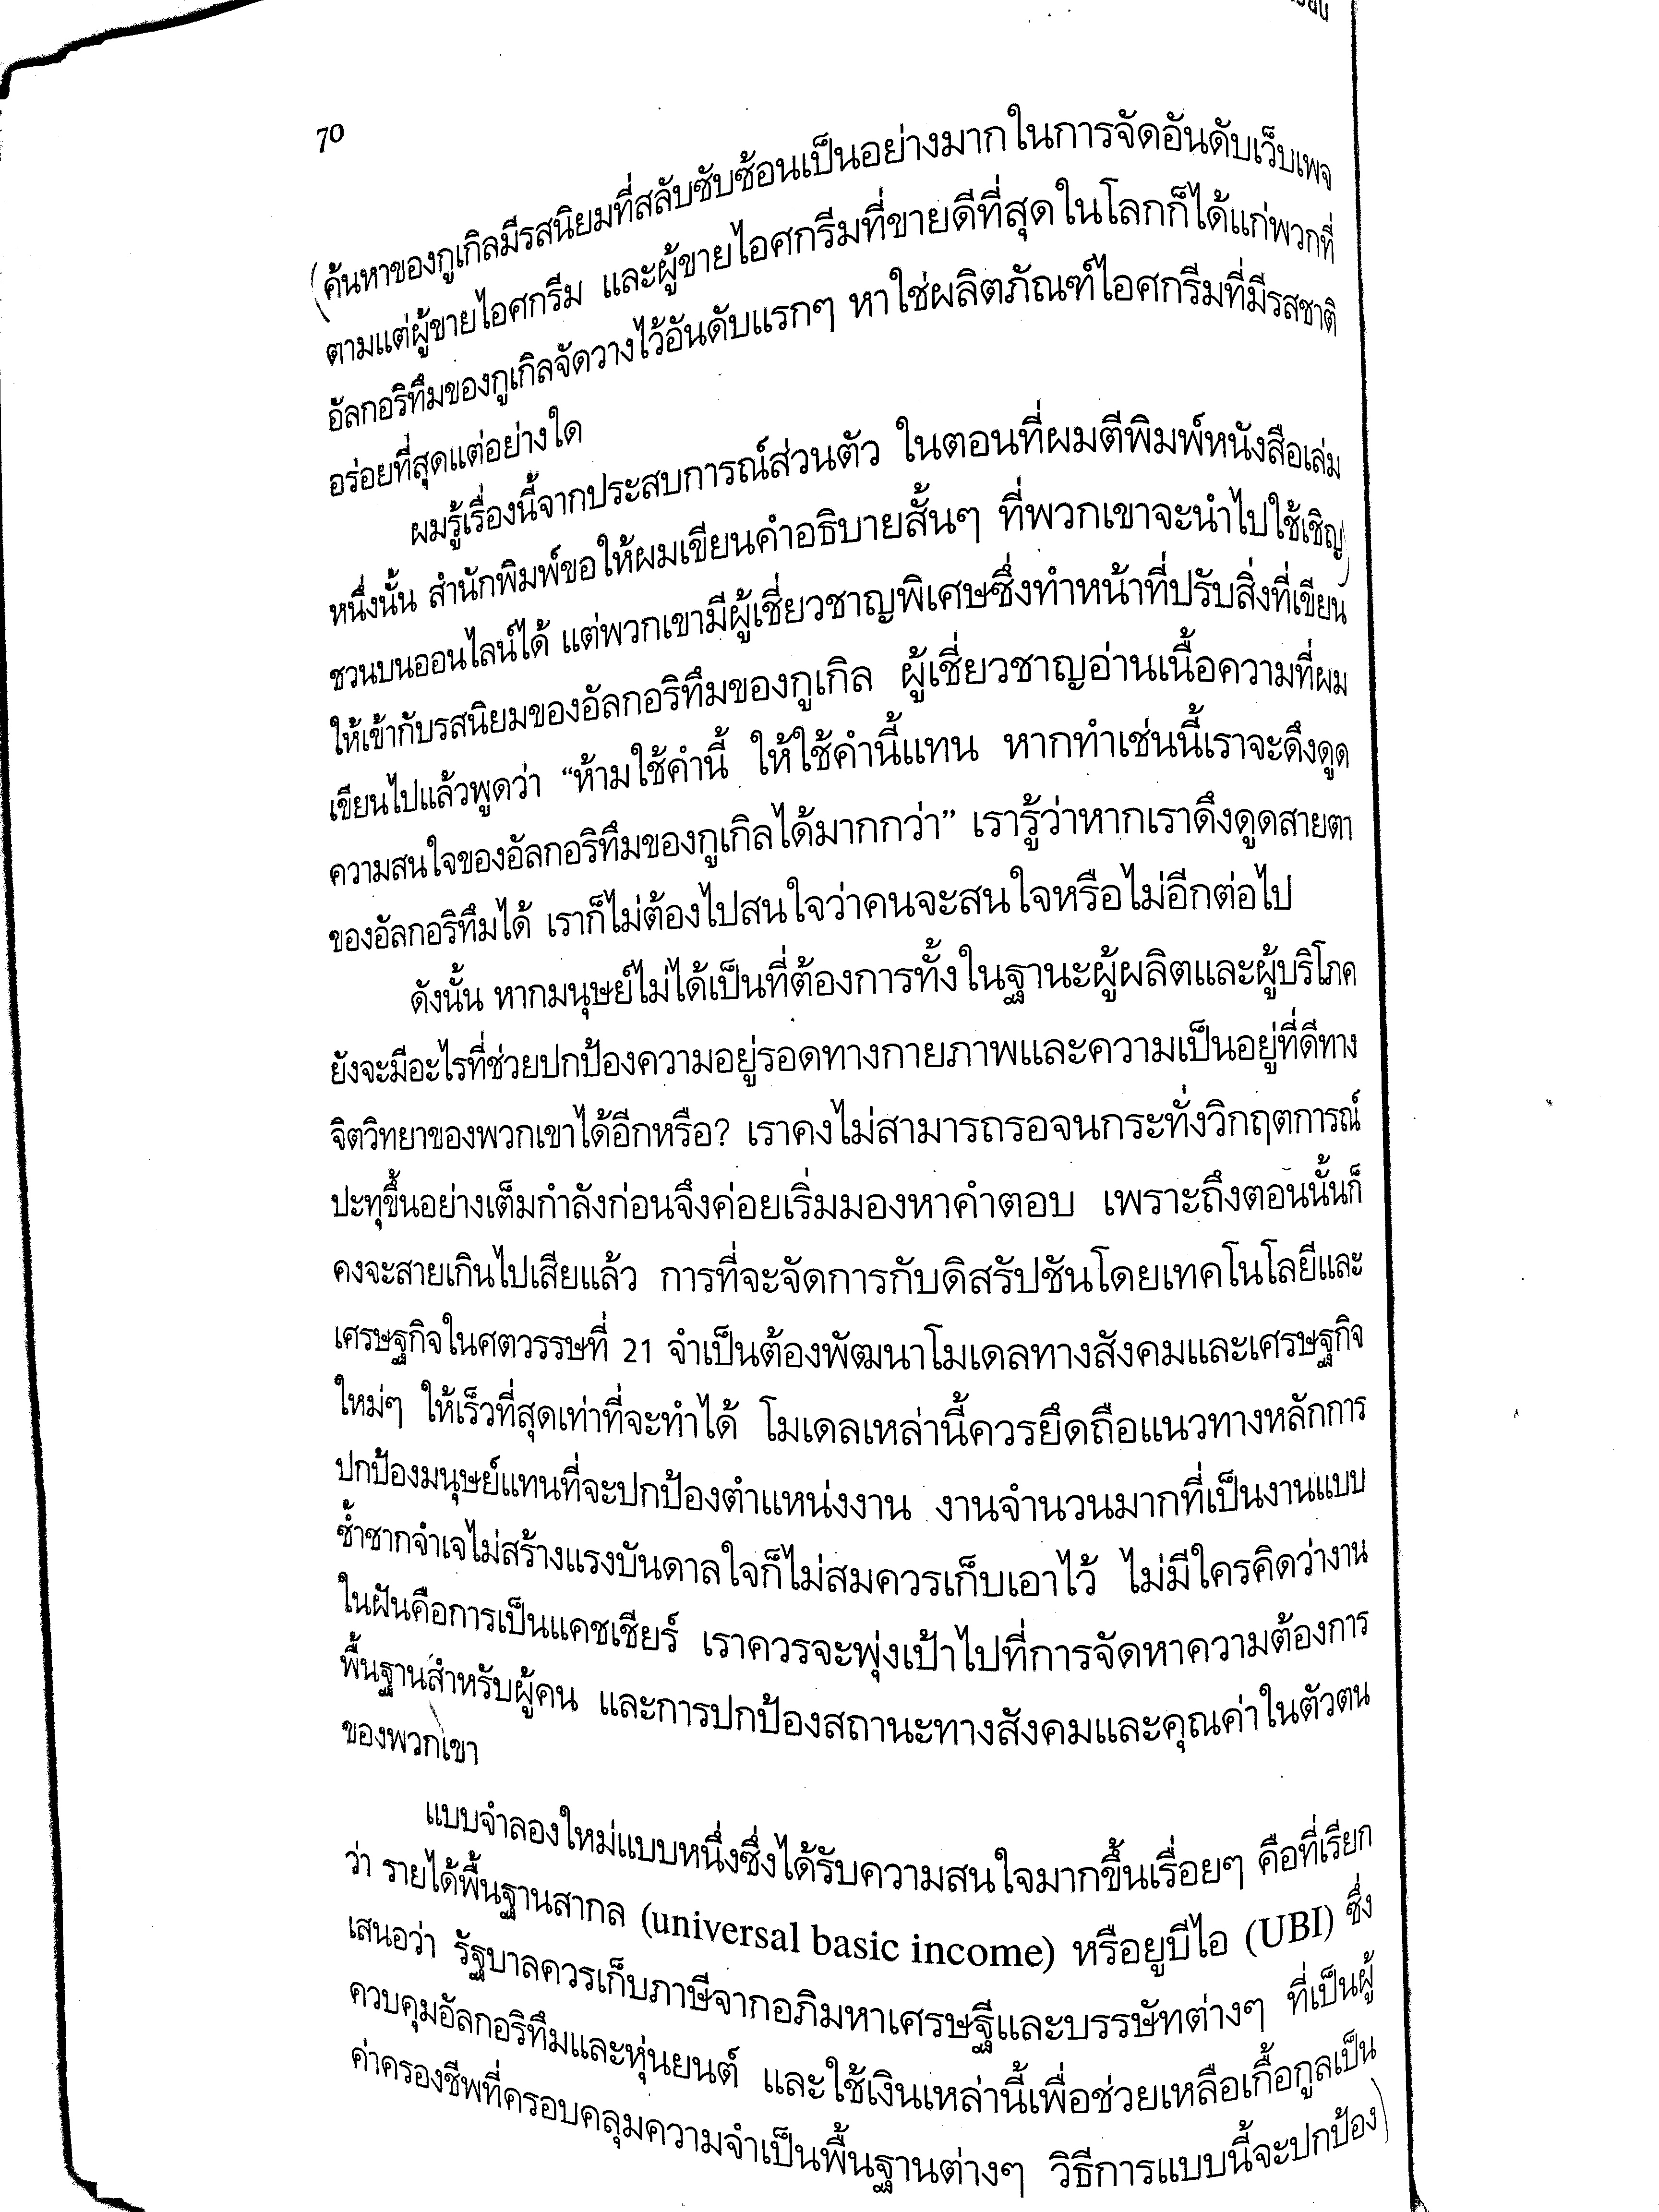 70
ค้นหาของกูเกิลมีรสนิยมที่สลับซับซ้อนเป็นอย่างมากในการจัดอันดับเว็บเพจ
ตามแต่ผู้ขายไอศกรีม และผู้ขายไอศกรีมที่ขายดีที่สุดในโลกก็ได้แก่พวกที่
อัลกอริทึมของกูเกิลจัดวางไว้อันดับแรกๆ หาใช่ผลิตภัณฑ์ไอศกรีมที่มีรสชาติ
อร่อยที่สุดแต่อย่างใด
ผมรู้เรื่องนี้จากประสบการณ์ส่วนตัว ในตอนที่ผมตีพิมพ์หนังสือเล่ม
หนึ่งนั้น สำนักพิมพ์ขอให้ผมเขียนคำอธิบายสั้นๆ ที่พวกเขาจะนำไปใช้เชิญ
ชวนบนออนไลน์ได้ แต่พวกเขามีผู้เชี่ยวชาญพิเศษซึ่งทำหน้าที่ปรับสิ่งที่เขียน
ให้เข้ากับรสนิยมของอัลกอริทึมของกูเกิล ผู้เชี่ยวชาญอ่านเนื้อความที่ผม
เขียนไปแล้วพูดว่า “ห้ามใช้คำนี้ ให้ใช้คำนี้แทน หากทำเช่นนี้เราจะดึงดูด
ความสนใจของอัลกอริทึมของกูเกิลได้มากกว่า” เรารู้ว่าหากเราดึงดูดสายตา
ของอัลกอริทึมได้ เราก็ไม่ต้องไปสนใจว่าคนจะสนใจหรือไม่อีกต่อไป
ดังนั้น หากมนุษย์ไม่ได้เป็นที่ต้องการทั้งในฐานะผู้ผลิตและผู้บริโภค
ยังจะมีอะไรที่ช่วยปกป้องความอยู่รอดทางกายภาพและความเป็นอยู่ที่ดีทาง
จิตวิทยาของพวกเขาได้อีกหรือ? เราคงไม่สามารถรอจนกระทั่งวิกฤตการณ์
ปะทุขึ้นอย่างเต็มกำลังก่อนจึงค่อยเริ่มมองหาคำตอบ เพราะถึงตอนนั้นก็
คงจะสายเกินไปเสียแล้ว การที่จะจัดการกับดิสรัปชันโดยเทคโนโลยีและ
เศรษฐกิจในศตวรรษที่ 21 จำเป็นต้องพัฒนาโมเดลทางสังคมและเศรษฐกิจ
ใหม่ๆ ให้เร็วที่สุดเท่าที่จะทำได้ โมเดลเหล่านี้ควรยึดถือแนวทางหลักการ
ปกป้องมนุษย์แทนที่จะปกป้องตำแหน่งงาน งานจำนวนมากที่เป็นงานแบบ
ซ้ำซากจำเจไม่สร้างแรงบันดาลใจก็ไม่สมควรเก็บเอาไว้ ไม่มีใครคิดว่างาน
ในฝันคือการเป็นแคชเชียร์ เราควรจะพุ่งเป้าไปที่การจัดหาความต้องการ
พื้นฐานสำหรับผู้คน และการปกป้องสถานะทางสังคมและคุณค่าในตัวตน
ของพวกเขา
แบบจำลองใหม่แบบหนึ่งซึ่งได้รับความสนใจมากขึ้นเรื่อยๆ คือที่เรียก
ว่า รายได้พื้นฐานสากล (universal basic income) หรือยูบีไอ (UBI) ซึ่ง
เสนอว่า รัฐบาลควรเก็บภาษีจากอภิมหาเศรษฐีและบรรษัทต่างๆ ที่เป็นผู้
ควบคุมอัลกอริทึมและหุ่นยนต์ และใช้เงินเหล่านี้เพื่อช่วยเหลือเกื้อกูลเป็น
ค่าครองชีพที่ครอบคลุมความจำเป็นพื้นฐานต่างๆ วิธีการแบบนี้จะปกป้อง